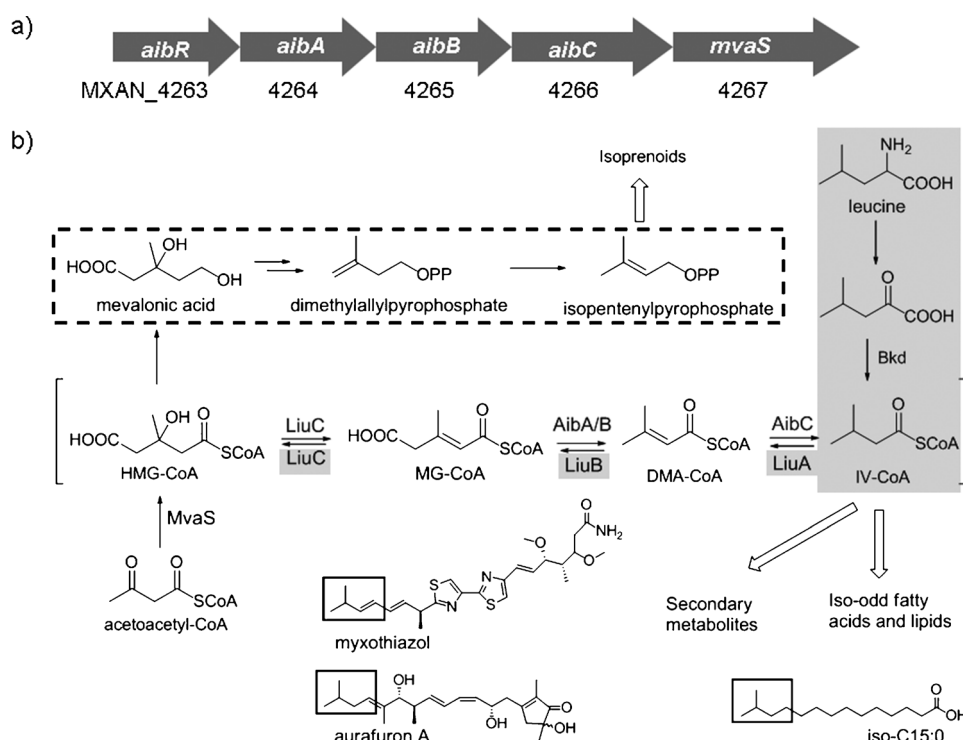 a)
aibR aibA aibB aibC mvaS
MXAN_4263 4264 4265 4266 4267
b)
Isoprenoids
NH2
COOH
leucine
OH
HOOC OH
mevalonic acid
OPP
dimethylallylpyrophosphate
OPP
isopentenylpyrophosphate
O
COOH
Bkd
OH O
HOOC SCoA
HMG-CoA
LiuC
LiuC
O
HOOC SCoA
MG-CoA
AibA/B
LiuB
O
SCoA
DMA-CoA
AibC
LiuA
O
SCoA
IV-CoA
MvaS
O O
SCoA
acetoacetyl-CoA
O
NH2
O O
S N
N S
myxothiazol
Secondary
metabolites
Iso-odd fatty
acids and lipids
OH
O
OH OH
aurafuron A
O
OH
iso-C15:0